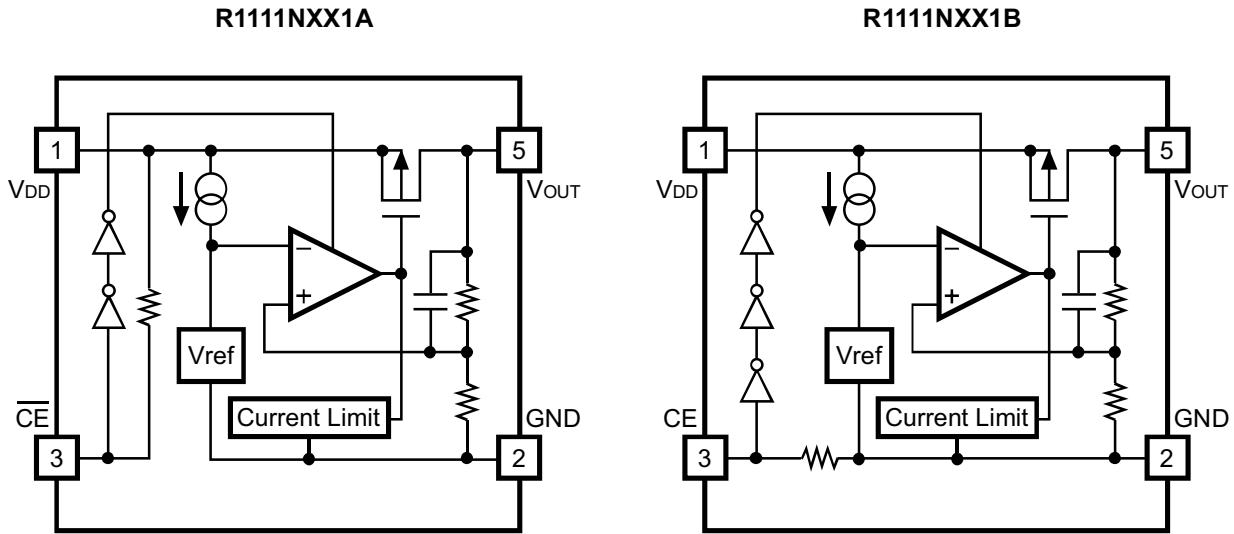 R1111NXX1A
1
VDD
5
VOUT
−
+
Vref
Current Limit
C̅E̅
3
GND
2
R1111NXX1B
1
VDD
5
VOUT
−
+
Vref
Current Limit
CE
3
GND
2